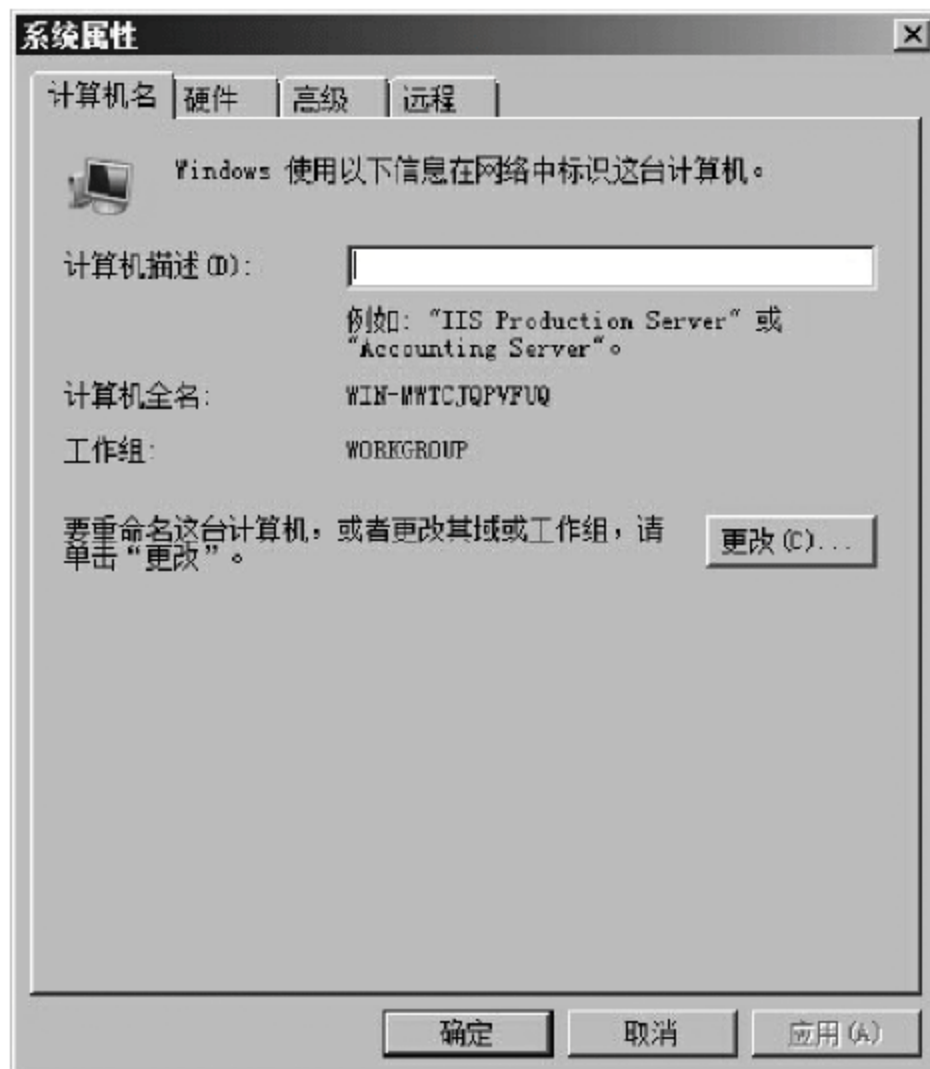 系统属性
计算机名 硬件 高级 远程
Windows 使用以下信息在网络中标识这台计算机。
计算机描述(D):
例如: "IIS Production Server" 或
"Accounting Server"。
计算机全名: WIN-MWTCJQPVFUQ
工作组: WORKGROUP
要重命名这台计算机，或者更改其域或工作组，请
单击“更改”。
更改(C)...
确定 取消 应用(A)